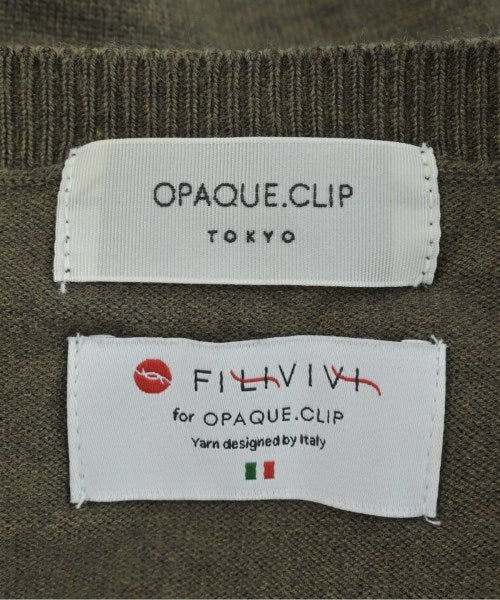 OPAQUE.CLIP
TOKYO
FILIVIVI
for OPAQUE.CLIP
Yarn designed by Italy